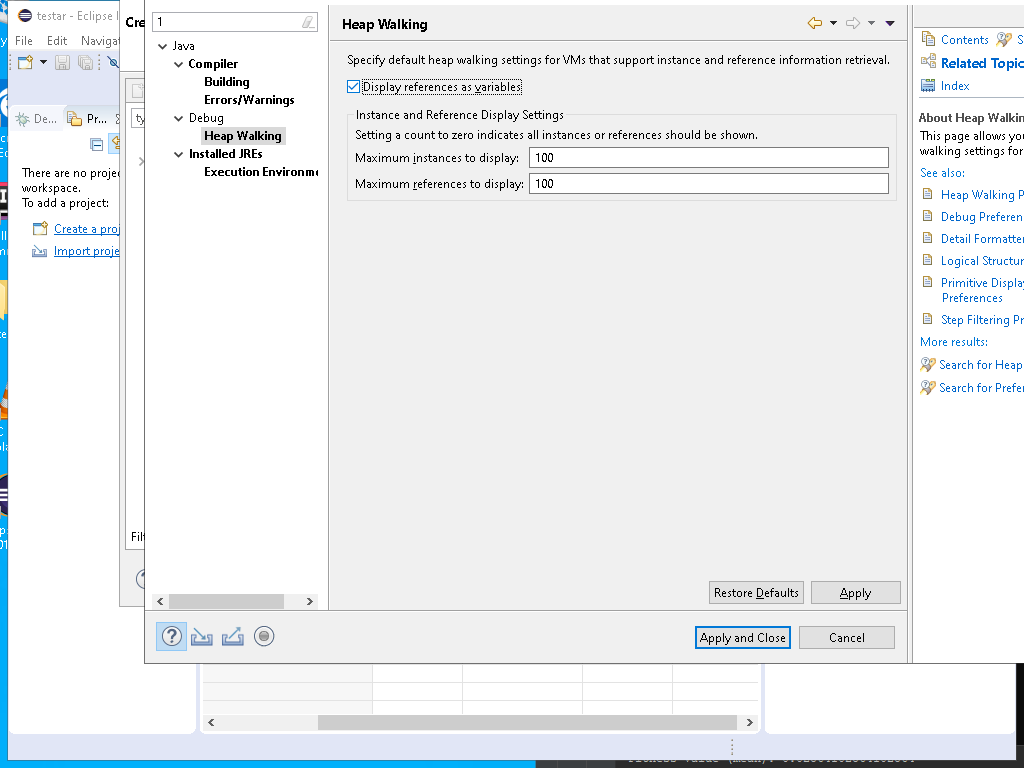 testar - Eclipse I
File Edit Navigat
De...
Pr...
There are no proje
workspace.
To add a project:
Create a proj
Import proje
Cre
ty
Filt
1
Java
Compiler
Building
Errors/Warnings
Debug
Heap Walking
Installed JREs
Execution Environm
Heap Walking
Specify default heap walking settings for VMs that support instance and reference information retrieval.
Display references as variables
Instance and Reference Display Settings
Setting a count to zero indicates all instances or references should be shown.
Maximum instances to display: 100
Maximum references to display: 100
Restore Defaults
Apply
Apply and Close
Cancel
Contents
S
Related Topic
Index
About Heap Walkin
This page allows you
walking settings for
See also:
Heap Walking P
Debug Preferen
Detail Formatte
Logical Structur
Primitive Display
Preferences
Step Filtering Pr
More results:
Search for Heap
Search for Prefer